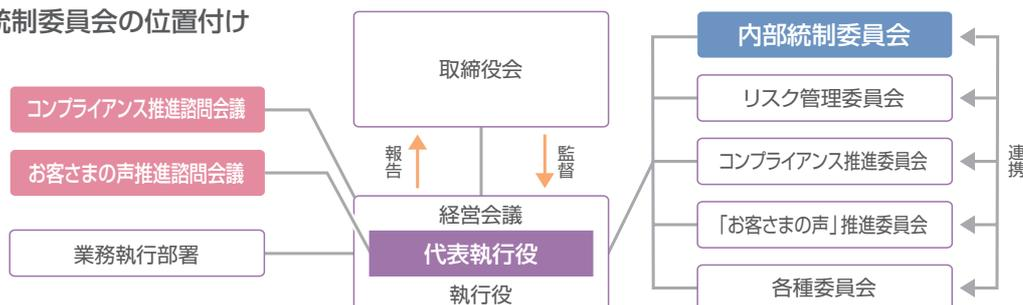 統制委員会の位置付け
コンプライアンス推進諮問会議
お客さまの声推進諮問会議
業務執行部署
取締役会
報告
監督
経営会議
代表執行役
執行役
内部統制委員会
リスク管理委員会
コンプライアンス推進委員会
「お客さまの声」推進委員会
各種委員会
連携